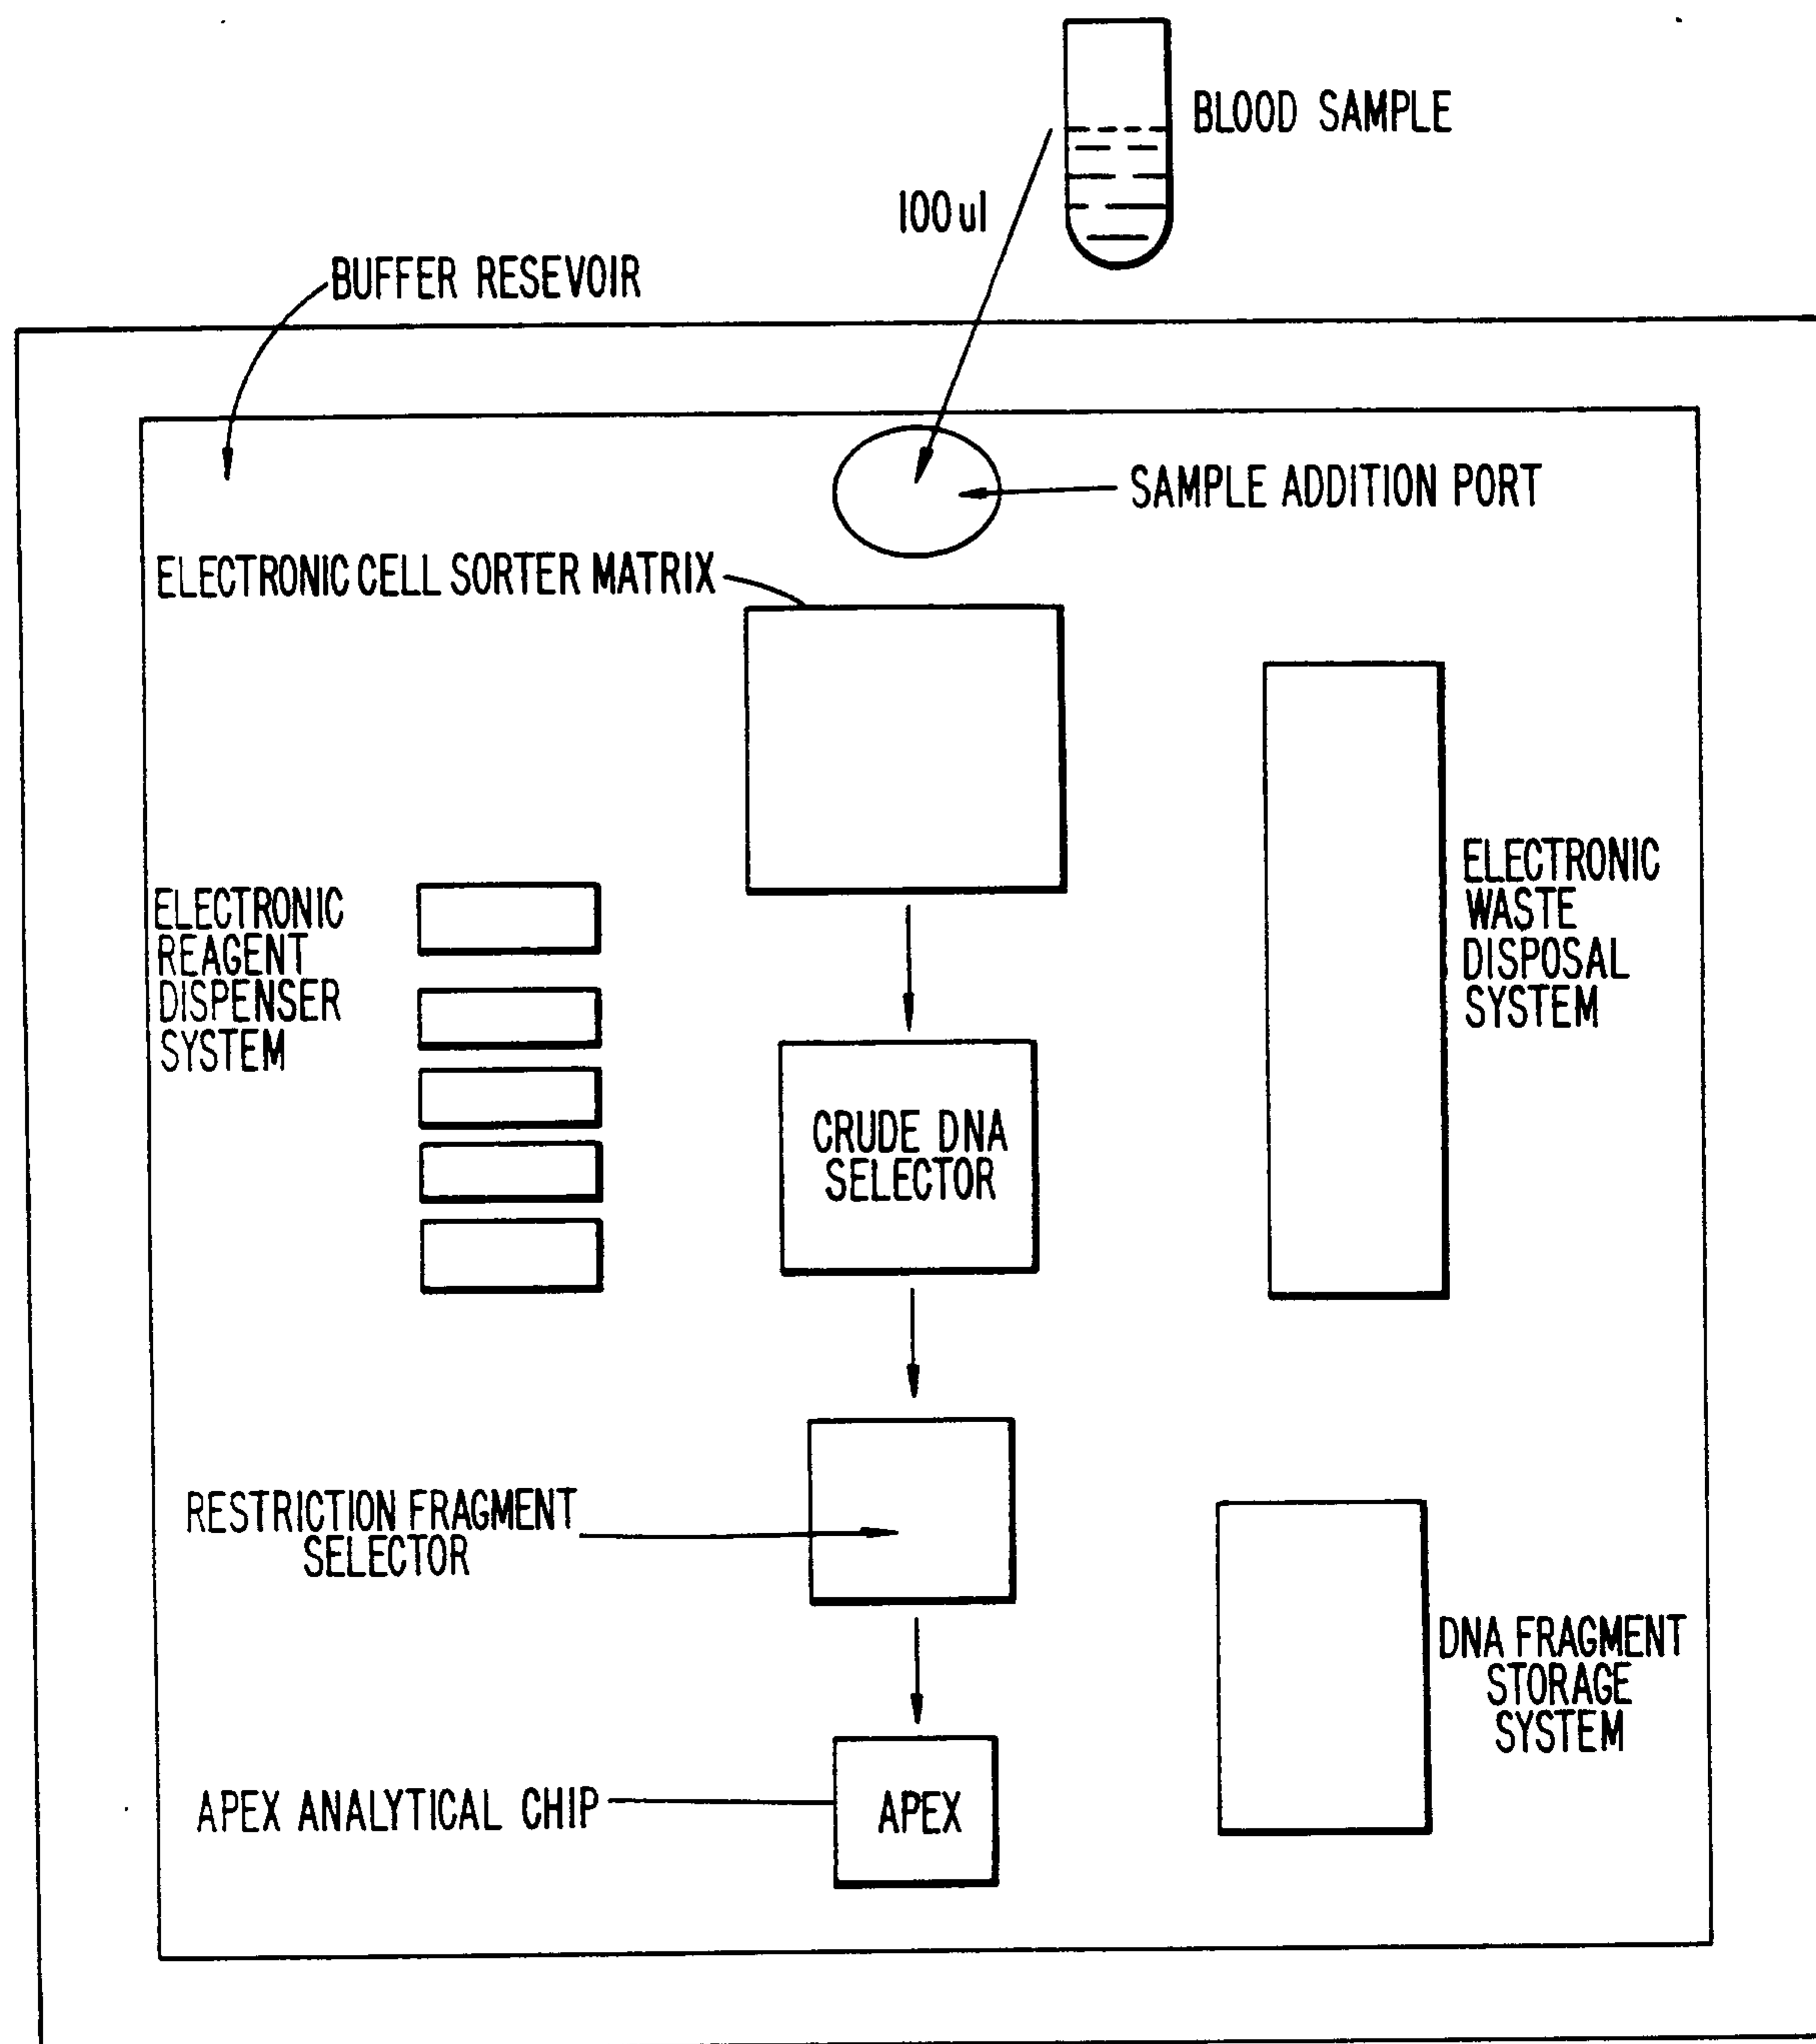 BLOOD SAMPLE
100 ul
BUFFER RESEVOIR
SAMPLE ADDITION PORT
ELECTRONIC CELL SORTER MATRIX
ELECTRONIC
REAGENT
DISPENSER
SYSTEM
ELECTRONIC
WASTE
DISPOSAL
SYSTEM
CRUDE DNA
SELECTOR
RESTRICTION FRAGMENT
SELECTOR
DNA FRAGMENT
STORAGE
SYSTEM
APEX ANALYTICAL CHIP
APEX